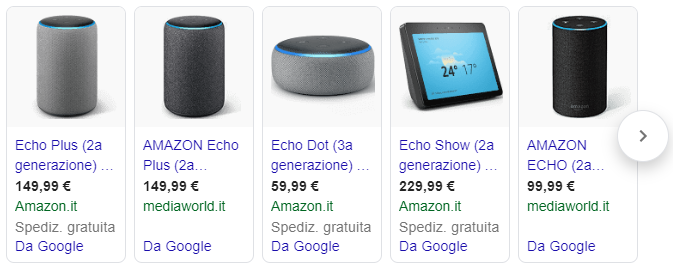 24° 17°
Echo Plus (2a
generazione) ...
149,99 €
Amazon.it
Spediz. gratuita
Da Google
AMAZON Echo
Plus (2a...
149,99 €
mediaworld.it
Da Google
Echo Dot (3a
generazione) ...
59,99 €
Amazon.it
Spediz. gratuita
Da Google
Echo Show (2a
generazione) ...
229,99 €
Amazon.it
Spediz. gratuita
Da Google
amazon
AMAZON
ECHO (2a...
99,99 €
mediaworld.it
Da Google